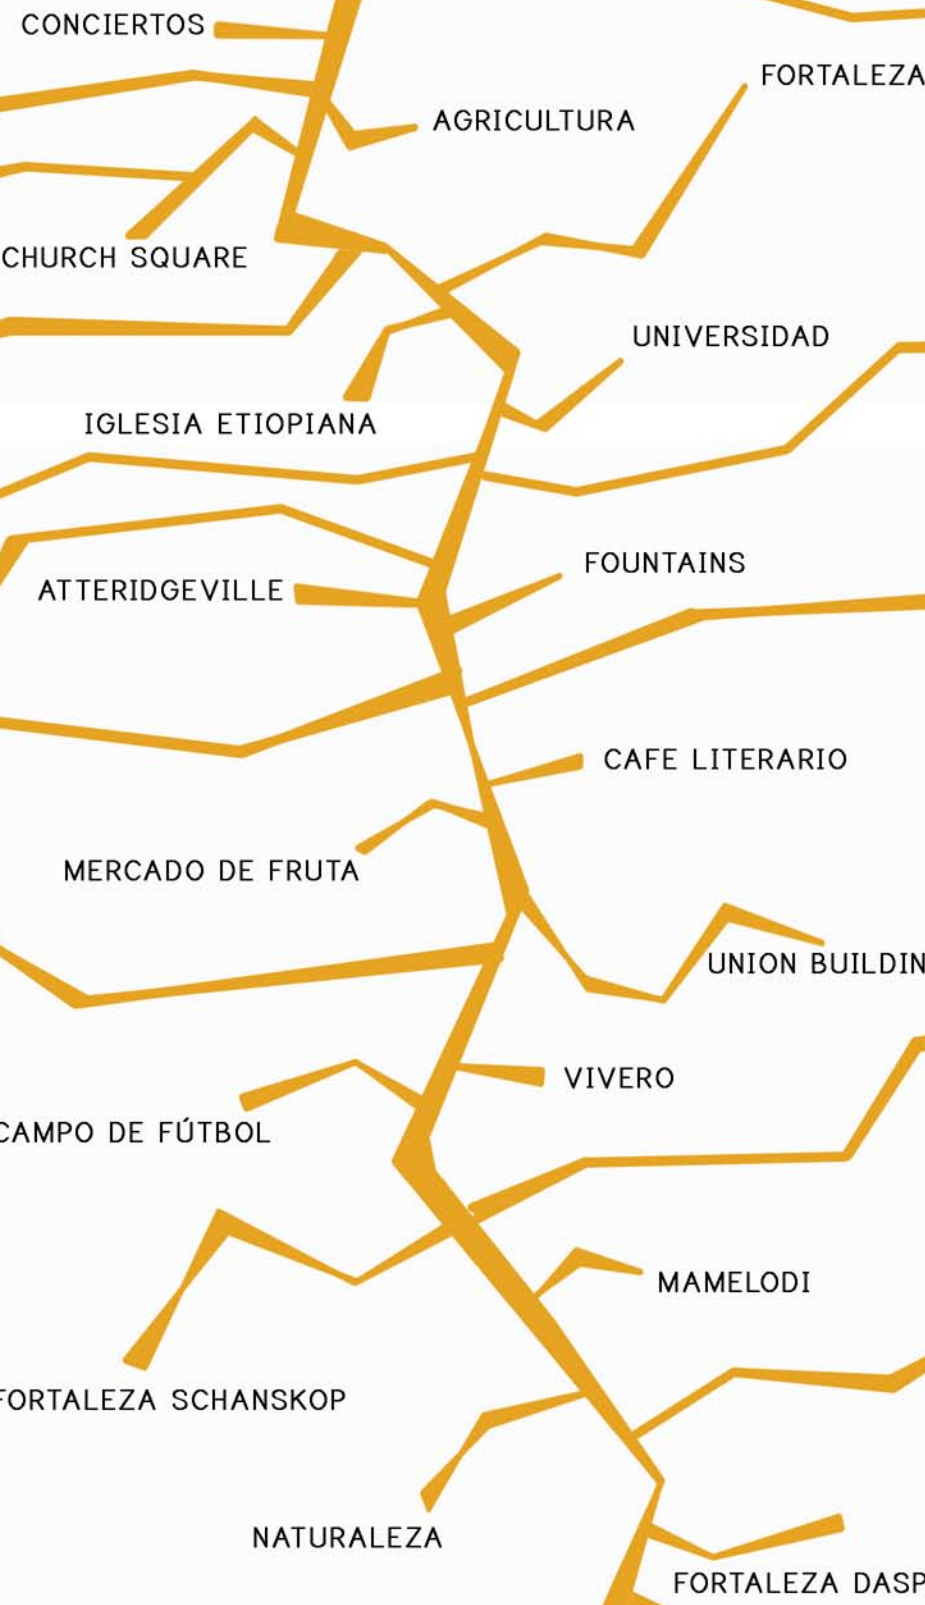 CONCIERTOS
FORTALEZA
AGRICULTURA
CHURCH SQUARE
UNIVERSIDAD
IGLESIA ETIOPIANA
FOUNTAINS
ATTERIDGEVILLE
CAFE LITERARIO
MERCADO DE FRUTA
UNION BUILDIN
VIVERO
CAMPO DE FÚTBOL
MAMELODI
FORTALEZA SCHANSKOP
NATURALEZA
FORTALEZA DASP